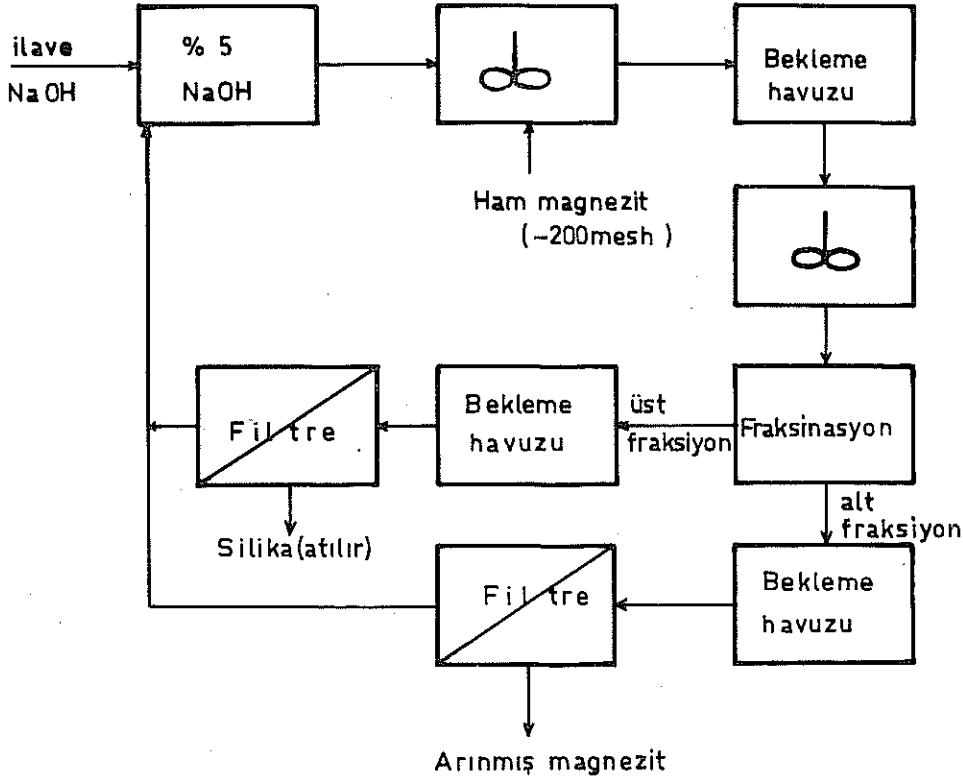 ilave
NaOH
% 5
NaOH
Bekleme
havuzu
Ham magnezit
(-200mesh)
Filtre
Bekleme
havuzu
üst
fraksiyon
Fraksinasyon
alt
fraksiyon
Silika(atılır)
Filtre
Bekleme
havuzu
Arınmış magnezit